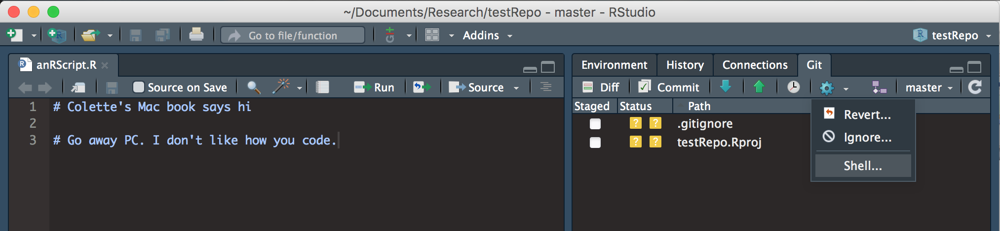 ~/Documents/Research/testRepo - master - RStudio
Go to file/function
Addins
testRepo
anRScript.R
Source on Save
Run
Source
1 # Colette's Mac book says hi
2
3 # Go away PC. I don't like how you code.
Environment History Connections Git
Diff Commit master
Staged Status Path
? ? .gitignore
? ? testRepo.Rproj
Revert...
Ignore...
Shell...